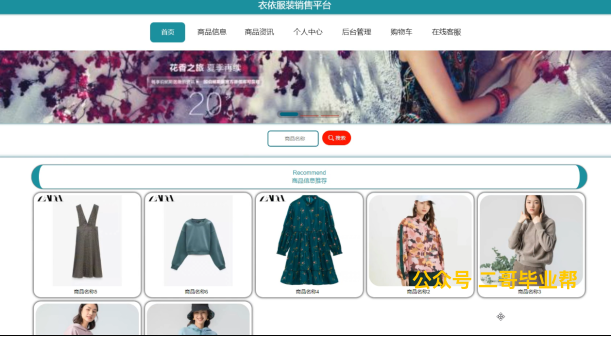 衣依服装销售平台
首页 商品信息 商品资讯 个人中心 后台管理 购物车 在线客服
花香之旅 夏季再续
20
商品名称 搜索
Recommend
商品信息推荐
ZARA ZARA ZARA
公众号 二哥毕业帮
商品名称8 商品名称6 商品名称4 商品名称2 商品名称3